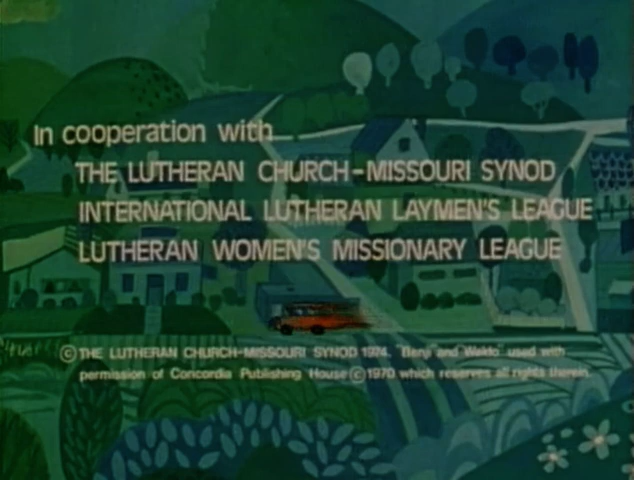 In cooperation with
THE LUTHERAN CHURCH-MISSOURI SYNOD
INTERNATIONAL LUTHERAN LAYMEN'S LEAGUE
LUTHERAN WOMEN'S MISSIONARY LEAGUE
© THE LUTHERAN CHURCH-MISSOURI SYNOD 1974. "Benji" and "Waldo" used with
permission of Concordia Publishing House © 1970 which reserves all rights therein.